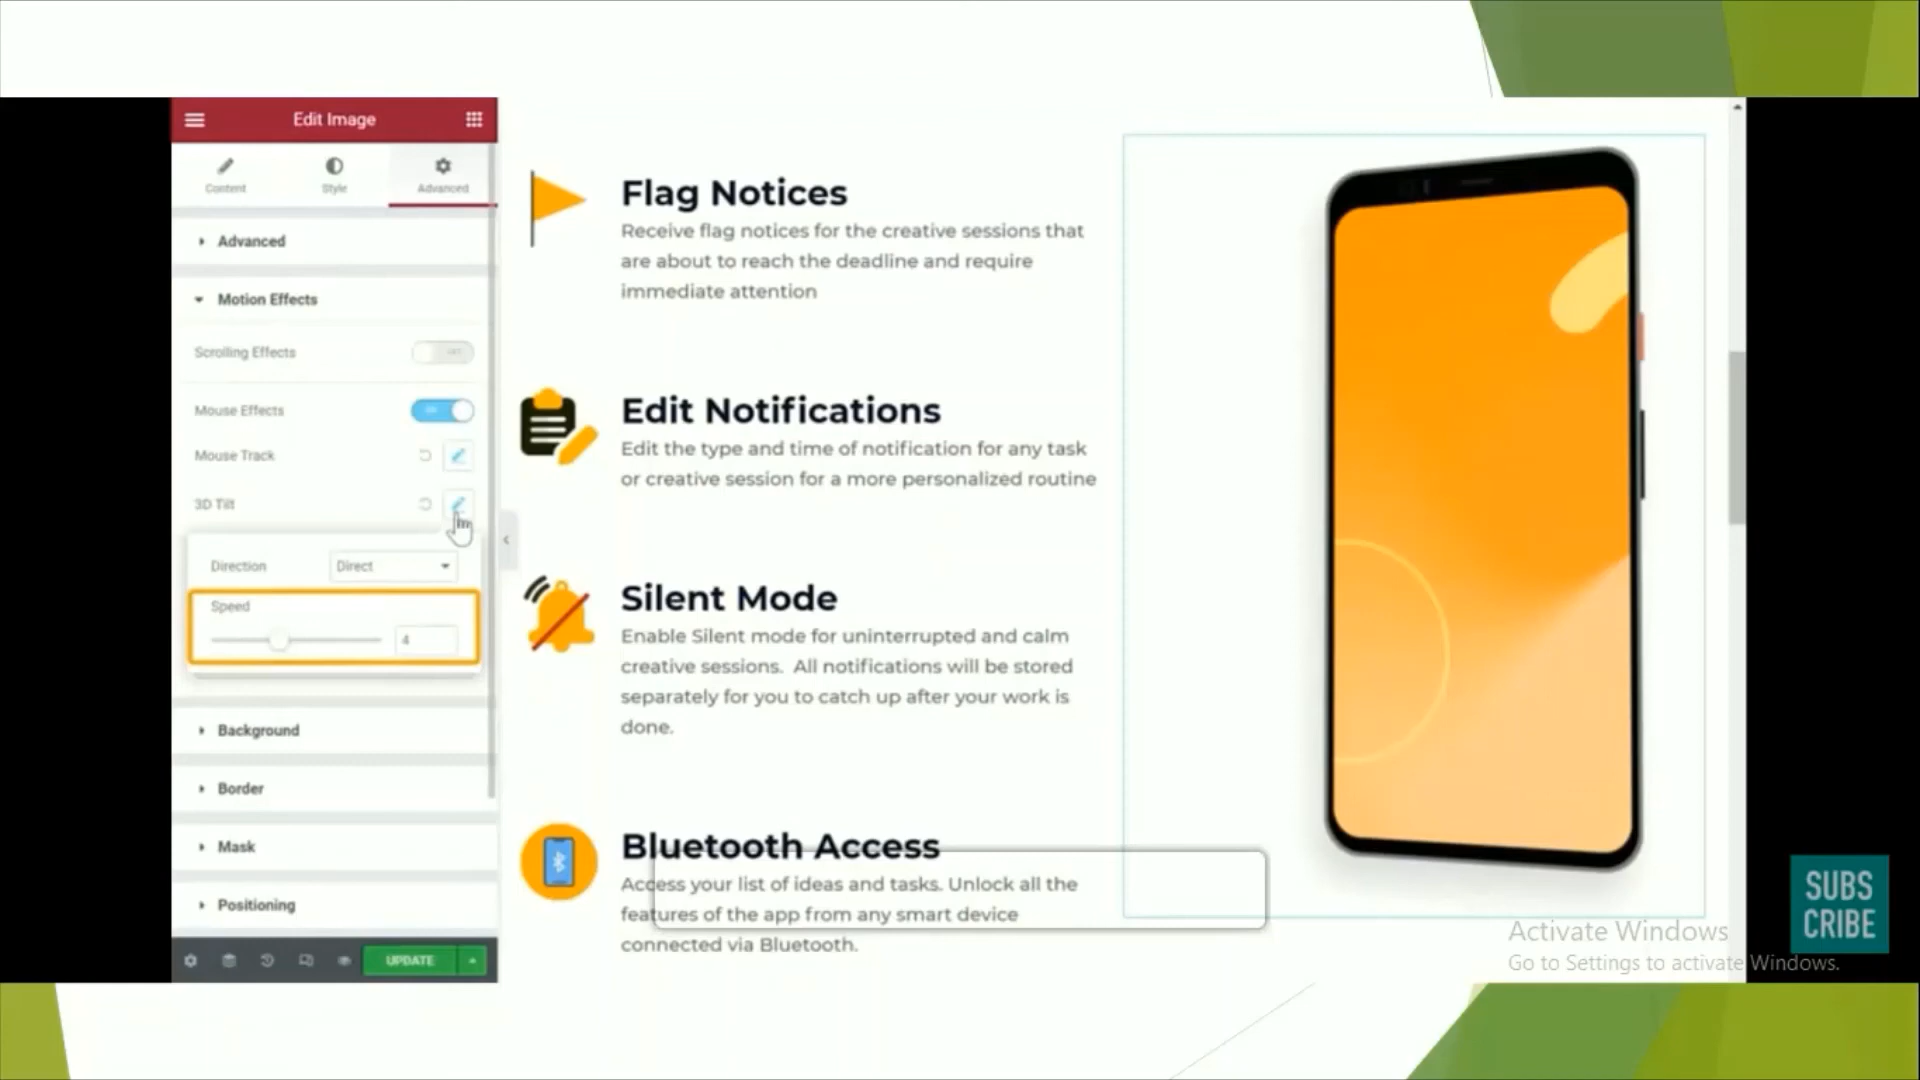 Edit Image
Content
Style
Advanced
Advanced
Motion Effects
Scrolling Effects
Mouse Effects
Mouse Track
3D Tilt
Direction
Direct
Speed
4
Background
Border
Mask
Positioning
UPDATE
Flag Notices
Receive flag notices for the creative sessions that
are about to reach the deadline and require
immediate attention
Edit Notifications
Edit the type and time of notification for any task
or creative session for a more personalized routine
Silent Mode
Enable Silent mode for uninterrupted and calm
creative sessions. All notifications will be stored
separately for you to catch up after your work is
done.
Bluetooth Access
Access your list of ideas and tasks. Unlock all the
features of the app from any smart device
connected via Bluetooth.
SUBS
CRIBE
Activate Windows
Go to Settings to activate Windows.